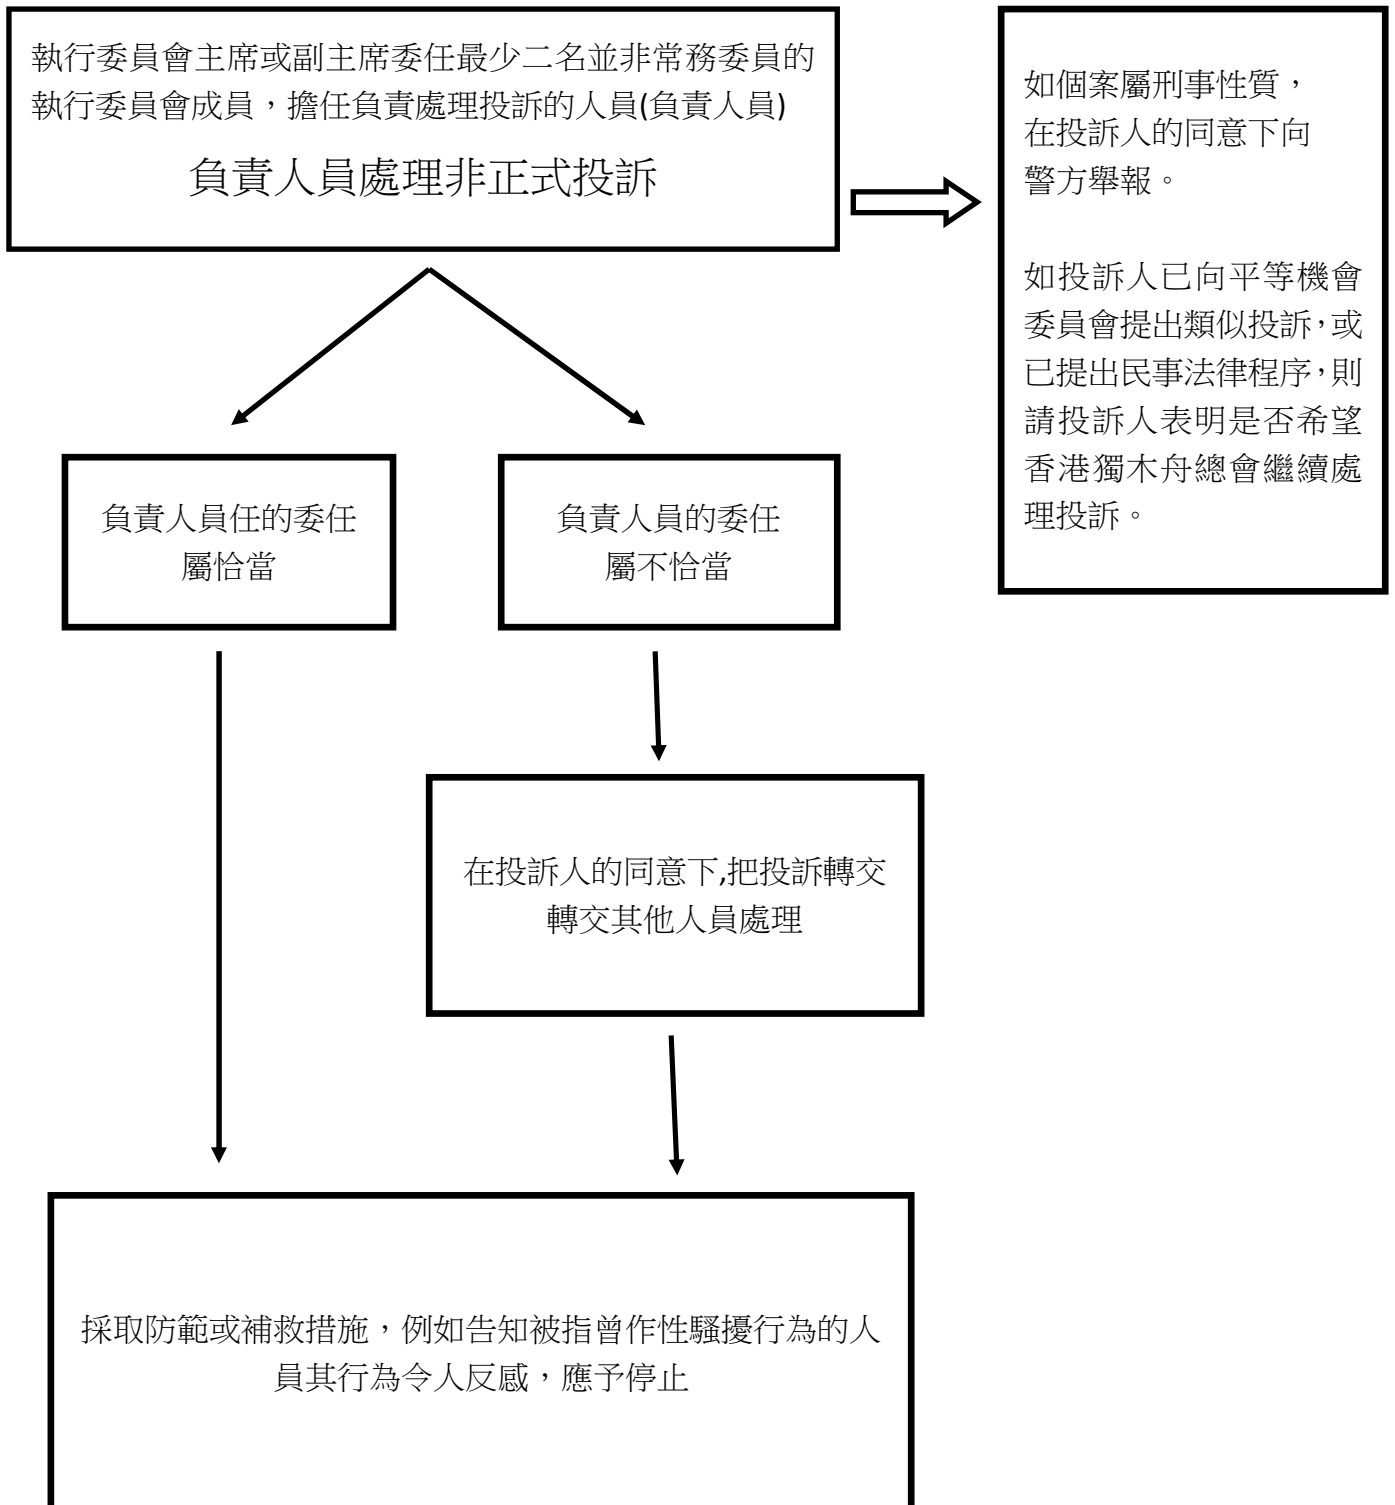 執行委員會主席或副主席委任最少二名並非常務委員的
執行委員會成員，擔任負責處理投訴的人員(負責人員)
負責人員處理非正式投訴
如個案屬刑事性質，
在投訴人的同意下向
警方舉報。
如投訴人已向平等機會
委員會提出類似投訴，或
已提出民事法律程序，則
請投訴人表明是否希望
香港獨木舟總會繼續處
理投訴。
負責人員任的委任
屬恰當
負責人員的委任
屬不恰當
在投訴人的同意下,把投訴轉交
轉交其他人員處理
採取防範或補救措施，例如告知被指曾作性騷擾行為的人
員其行為令人反感，應予停止